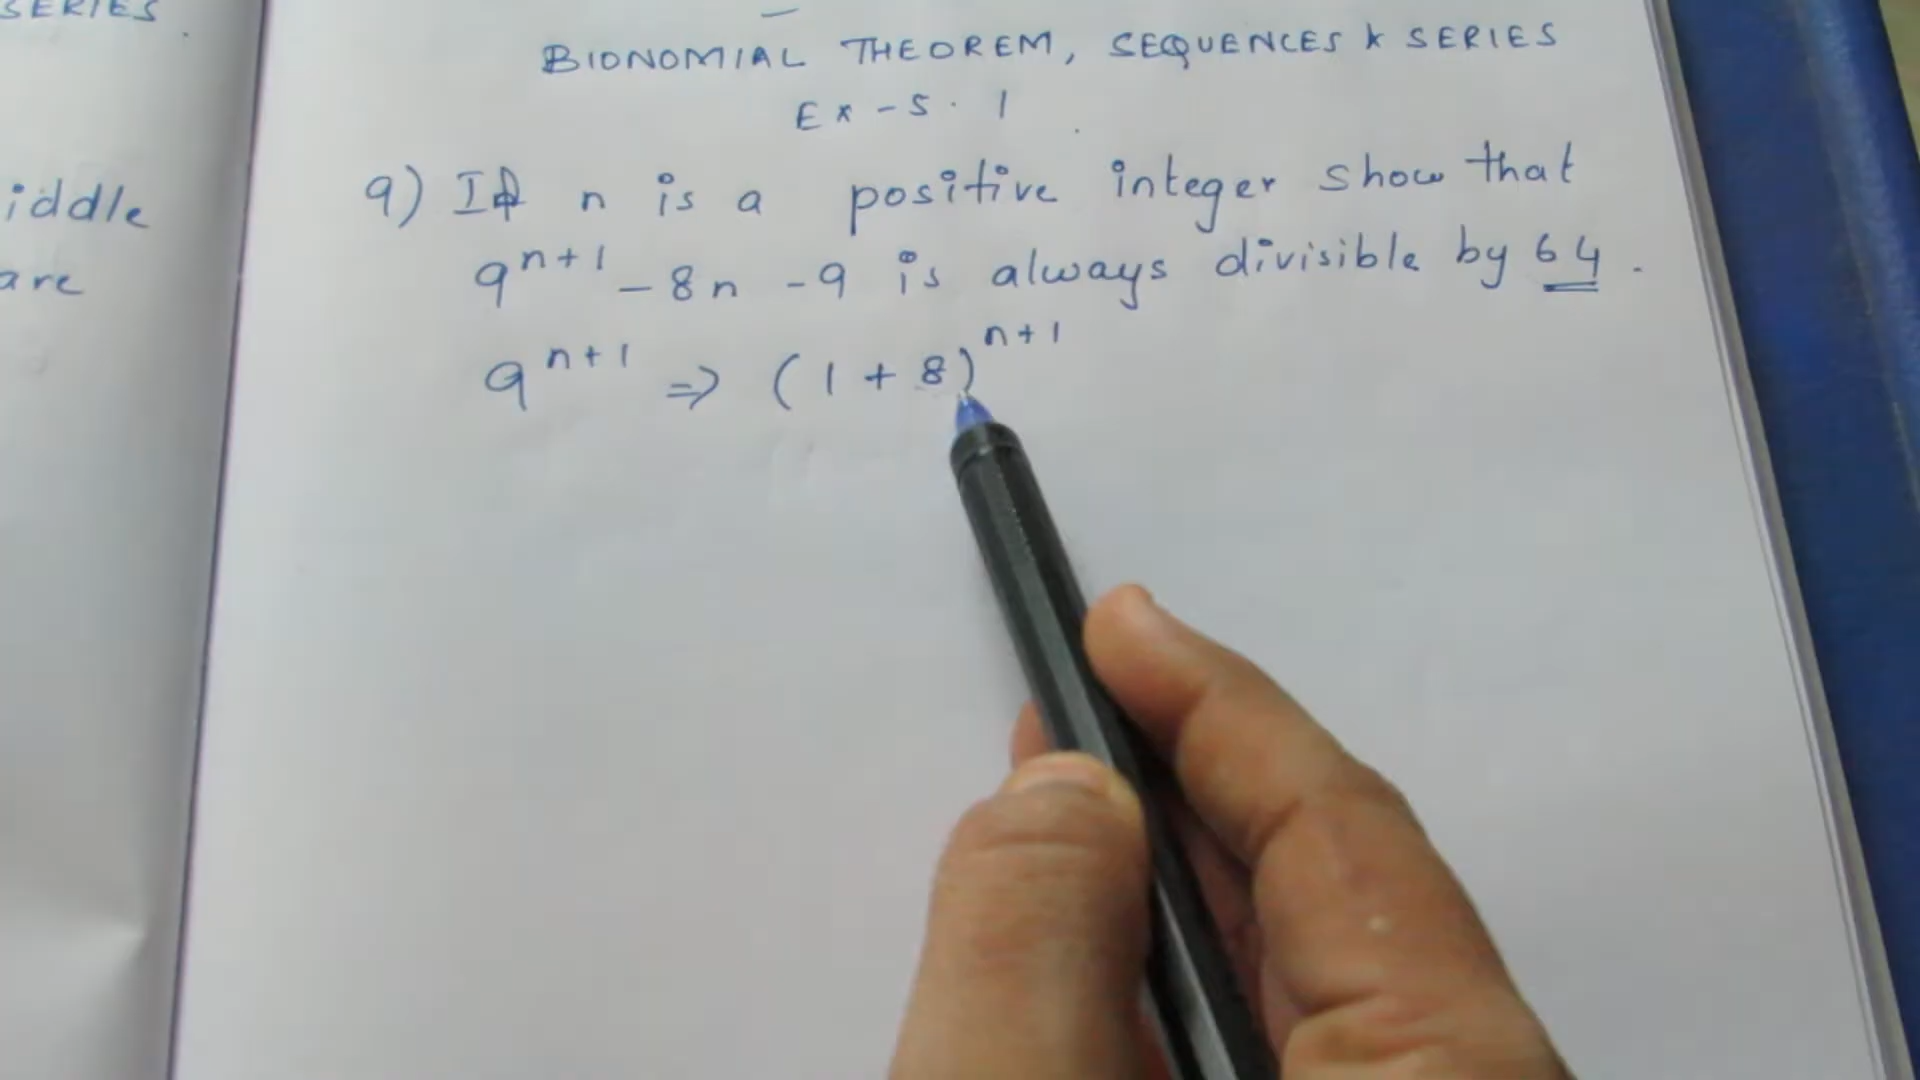 SERIES
iddle
are
BIONOMIAL THEOREM, SEQUENCES & SERIES
Ex - 5 . 1
9) If n is a positive integer show that
9^{n+1} - 8n - 9 is always divisible by 64 .
9^{n+1} ⇒ (1 + 8)^{n+1}